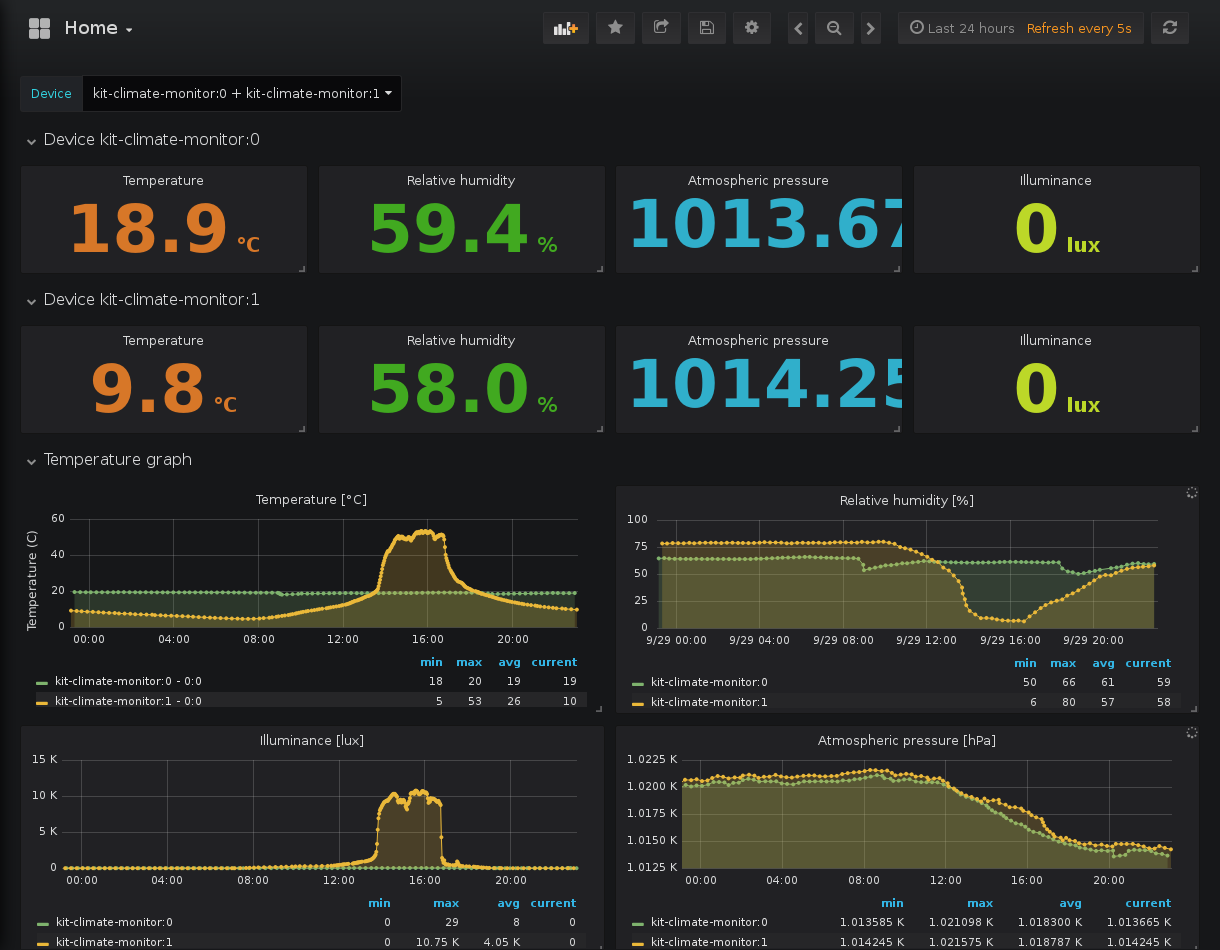 Home
Last 24 hours Refresh every 5s
Device kit-climate-monitor:0 + kit-climate-monitor:1
Device kit-climate-monitor:0
Temperature Relative humidity Atmospheric pressure Illuminance
18.9 °C 59.4 % 1013.67 0 lux
Device kit-climate-monitor:1
Temperature Relative humidity Atmospheric pressure Illuminance
9.8 °C 58.0 % 1014.25 0 lux
Temperature graph
Temperature [°C]
Temperature (C)
60
40
20
0
00:00 04:00 08:00 12:00 16:00 20:00
min max avg current
kit-climate-monitor:0 - 0:0 18 20 19 19
kit-climate-monitor:1 - 0:0 5 53 26 10
Relative humidity [%]
100
75
50
25
0
9/29 00:00 9/29 04:00 9/29 08:00 9/29 12:00 9/29 16:00 9/29 20:00
min max avg current
kit-climate-monitor:0 50 66 61 59
kit-climate-monitor:1 6 80 57 58
Illuminance [lux]
15 K
10 K
5 K
0
00:00 04:00 08:00 12:00 16:00 20:00
min max avg current
kit-climate-monitor:0 0 29 8 0
kit-climate-monitor:1 0 10.75 K 4.05 K 0
Atmospheric pressure [hPa]
1.0225 K
1.0200 K
1.0175 K
1.0150 K
1.0125 K
00:00 04:00 08:00 12:00 16:00 20:00
min max avg current
kit-climate-monitor:0 1.013585 K 1.021098 K 1.018300 K 1.013665 K
kit-climate-monitor:1 1.014245 K 1.021575 K 1.018787 K 1.014245 K